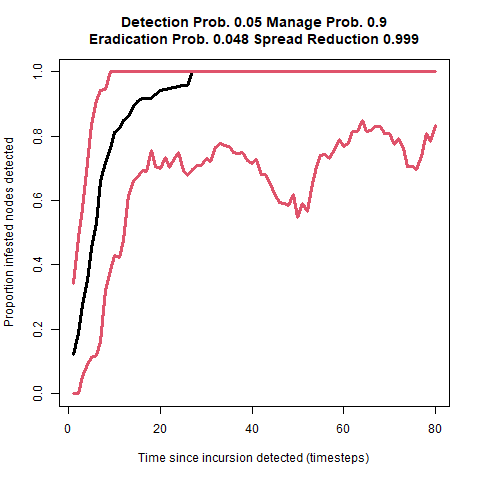 Detection Prob. 0.05 Manage Prob. 0.9
Eradication Prob. 0.048 Spread Reduction 0.999
Proportion infested nodes detected
1.0
0.8
0.6
0.4
0.2
0.0
0 20 40 60 80
Time since incursion detected (timesteps)